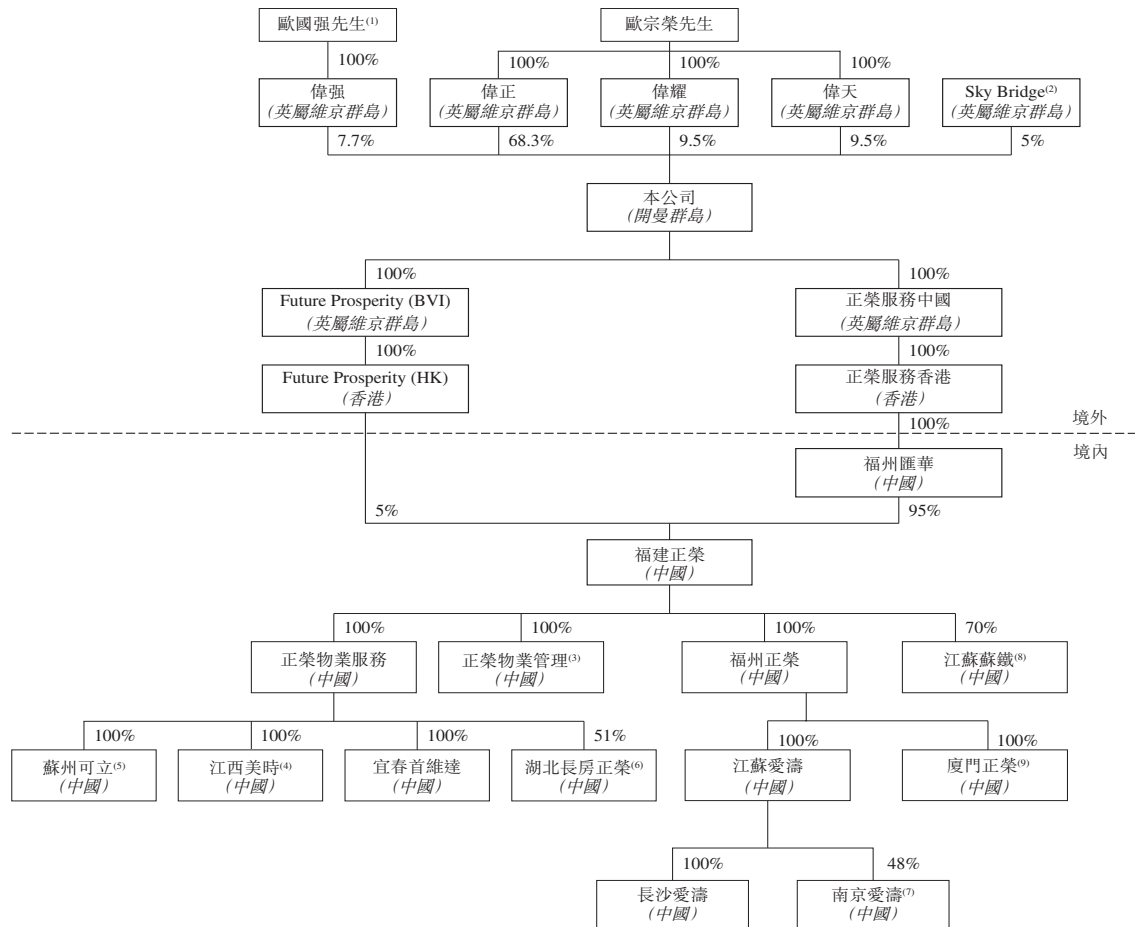 歐國强先生(1) 歐宗榮先生
100% 100% 100% 100%
偉强 偉正 偉耀 偉天 Sky Bridge(2)
(英屬維京群島) (英屬維京群島) (英屬維京群島) (英屬維京群島) (英屬維京群島)
7.7% 68.3% 9.5% 9.5% 5%
本公司
(開曼群島)
100% 100%
Future Prosperity (BVI) 正榮服務中國
(英屬維京群島) (英屬維京群島)
100% 100%
Future Prosperity (HK) 正榮服務香港
(香港) (香港)
100% 境外
境內
福州匯華
(中國)
5% 95%
福建正榮
(中國)
100% 100% 100% 70%
正榮物業服務 正榮物業管理(3) 福州正榮 江蘇蘇鐵(8)
(中國) (中國) (中國) (中國)
100% 100% 100% 51% 100% 100%
蘇州可立(5) 江西美時(4) 宜春首維達 湖北長房正榮(6) 江蘇愛濤 廈門正榮(9)
(中國) (中國) (中國) (中國) (中國) (中國)
100% 48%
長沙愛濤 南京愛濤(7)
(中國) (中國)